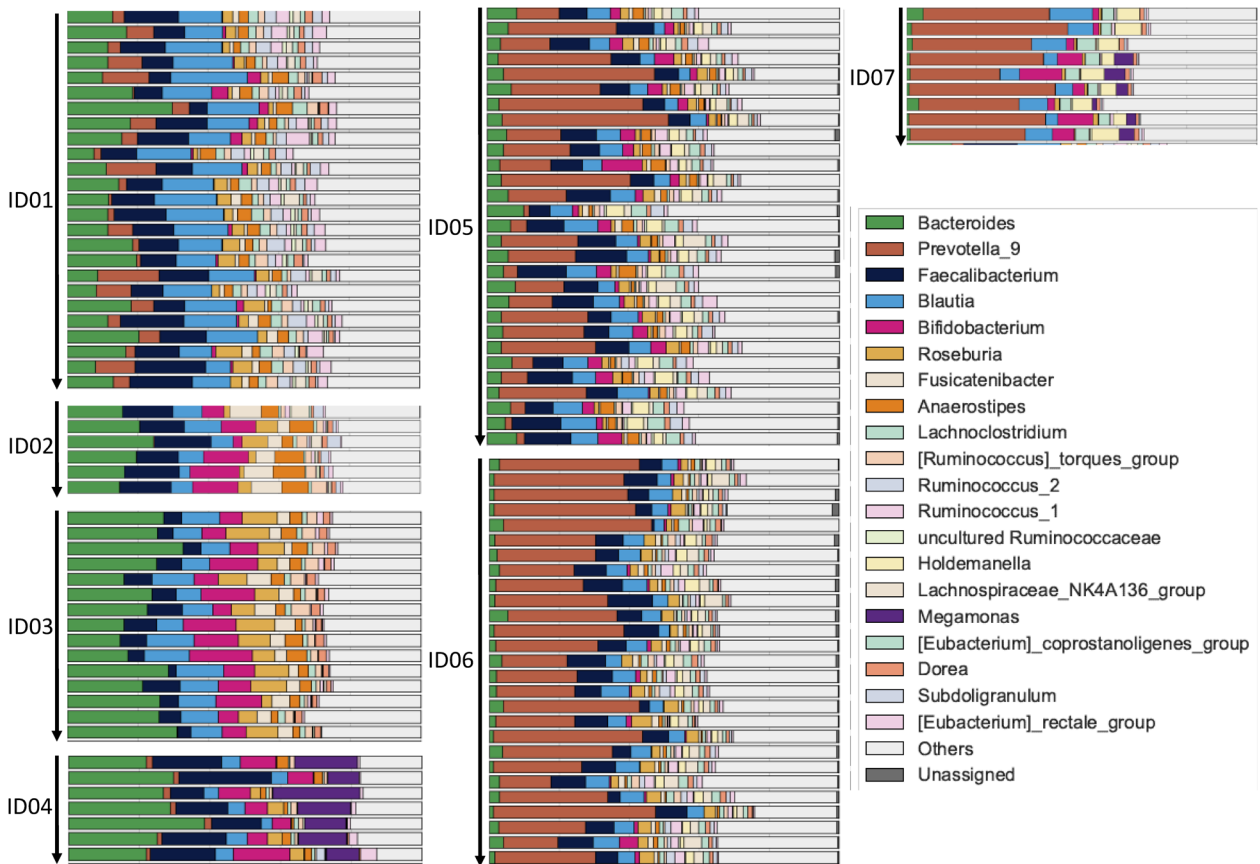 ID01
ID02
ID03
ID04
ID05
ID06
ID07
Bacteroides
Prevotella_9
Faecalibacterium
Blautia
Bifidobacterium
Roseburia
Fusicatenibacter
Anaerostipes
Lachnoclostridium
[Ruminococcus]_torques_group
Ruminococcus_2
Ruminococcus_1
uncultured Ruminococcaceae
Holdemanella
Lachnospiraceae_NK4A136_group
Megamonas
[Eubacterium]_coprostanoligenes_group
Dorea
Subdoligranulum
[Eubacterium]_rectale_group
Others
Unassigned